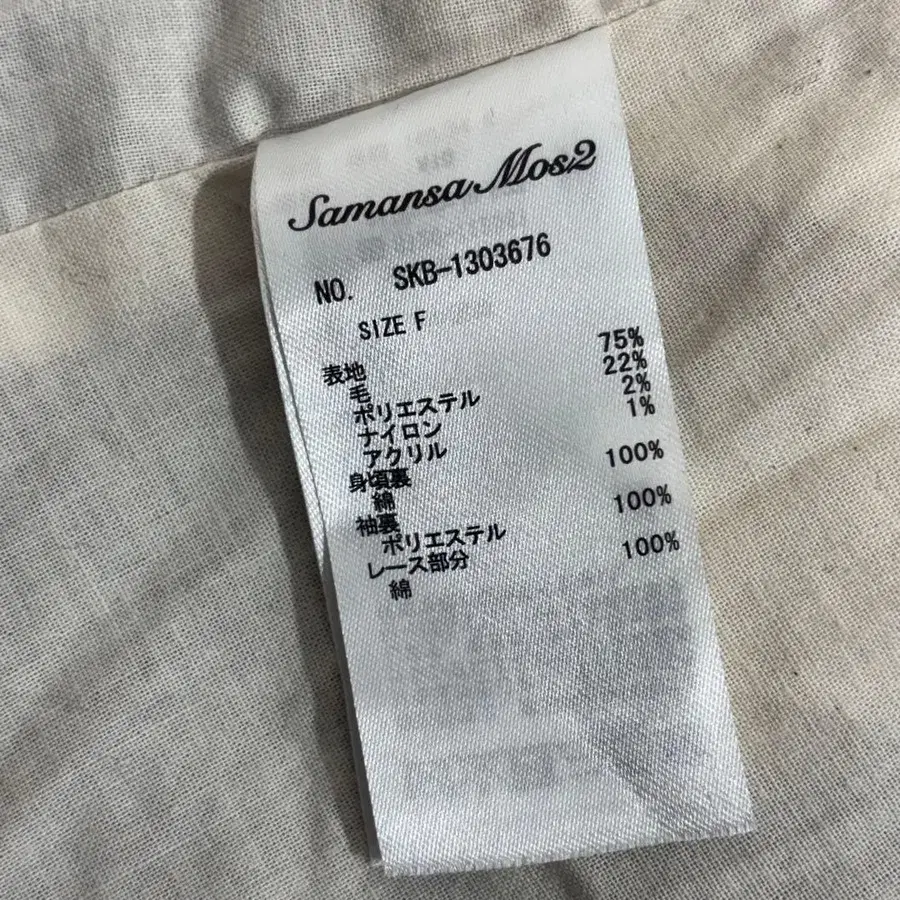 Samansa Mos2
NO. SKB-1303676
SIZE F
表地
毛 75%
ポリエステル 22%
ナイロン 2%
アクリル 1%
身頃裏
綿 100%
袖裏
ポリエステル 100%
レース部分
綿 100%